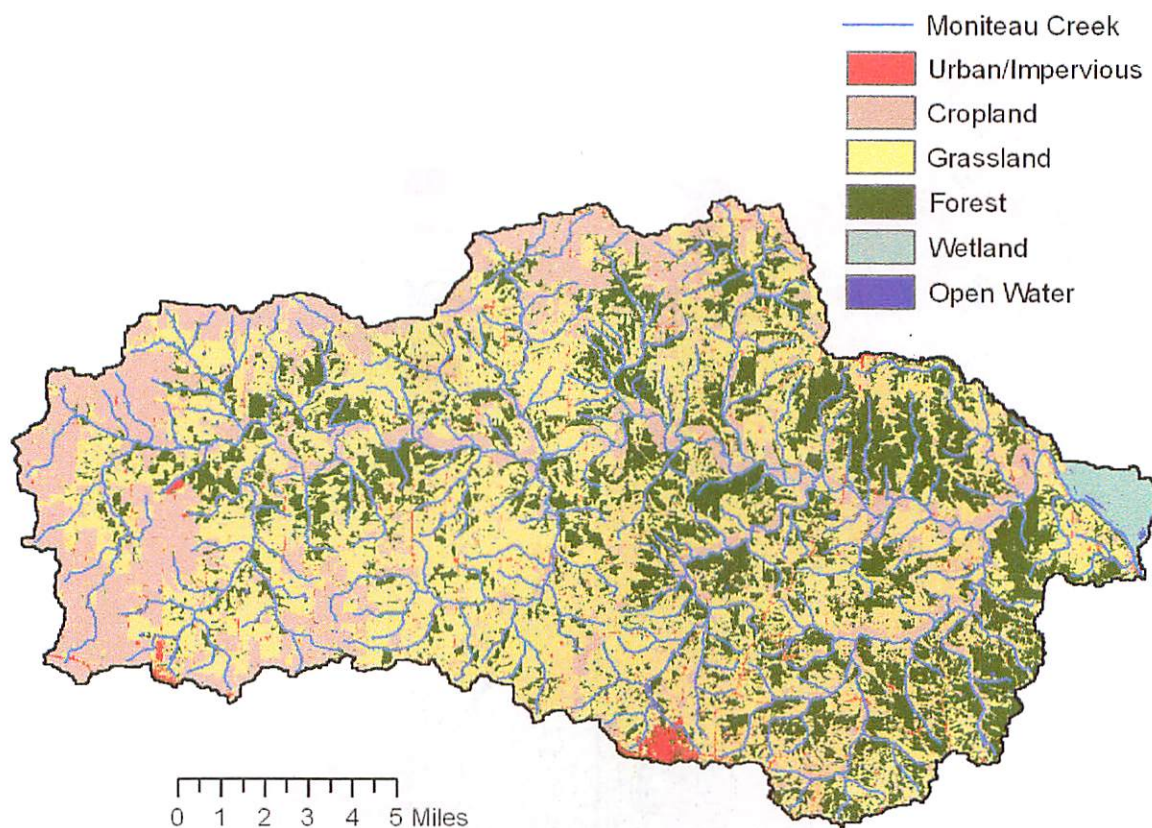 Moniteau Creek
Urban/Impervious
Cropland
Grassland
Forest
Wetland
Open Water
0 1 2 3 4 5 Miles